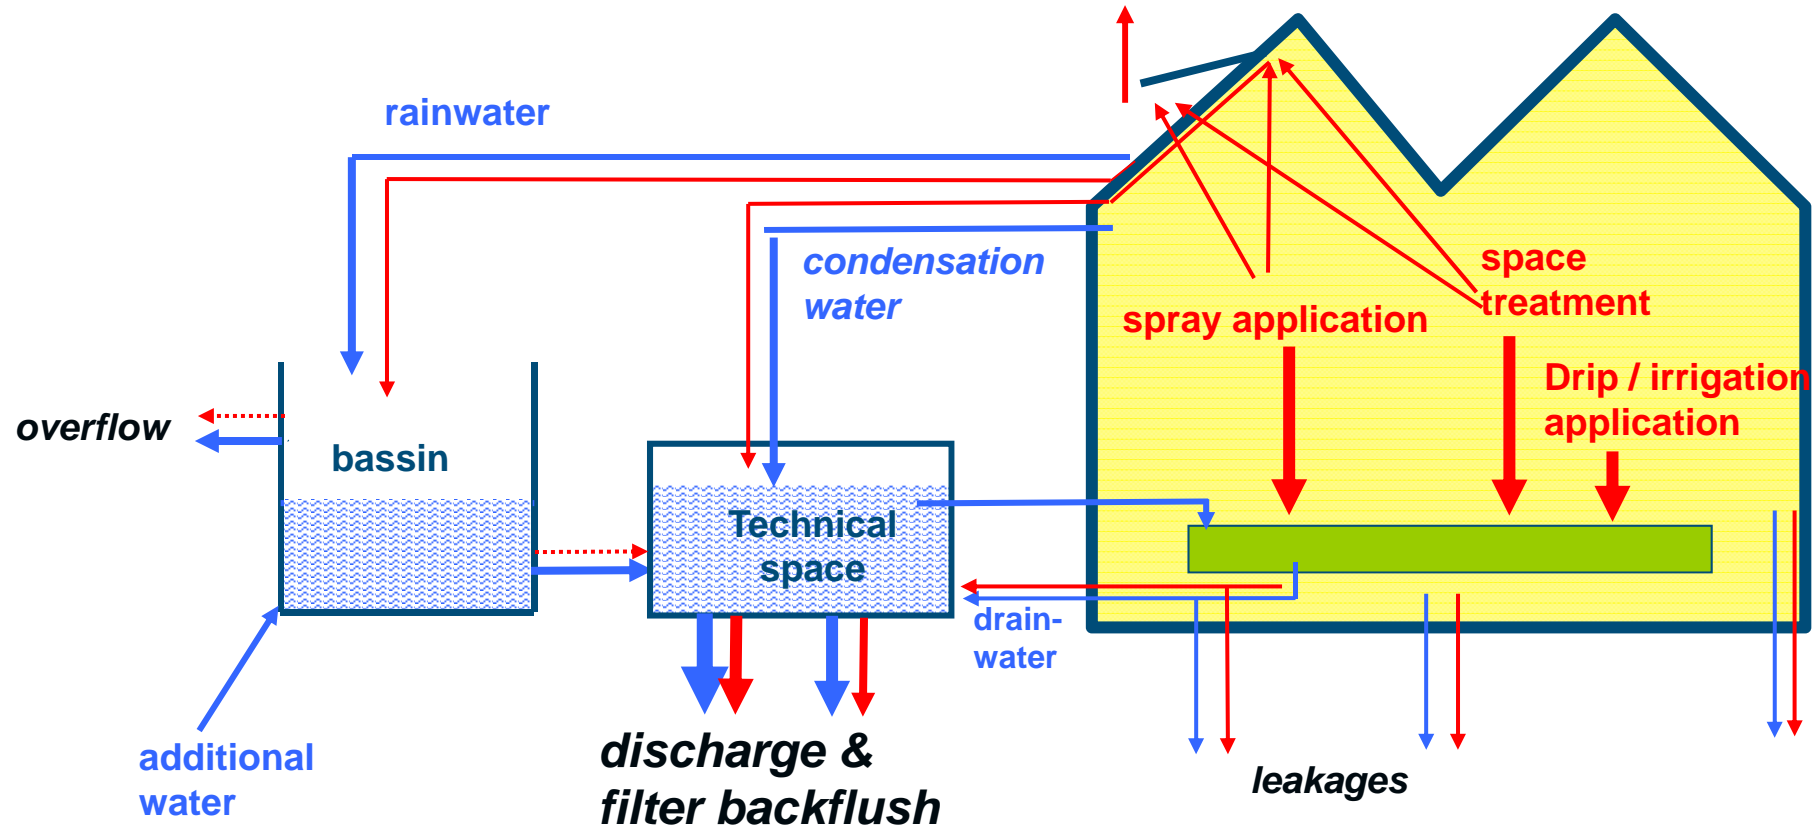 rainwater
condensation
water
space
treatment
spray application
Drip / irrigation
application
overflow
bassin
Technical
space
drain-
water
additional
water
discharge &
filter backflush
leakages